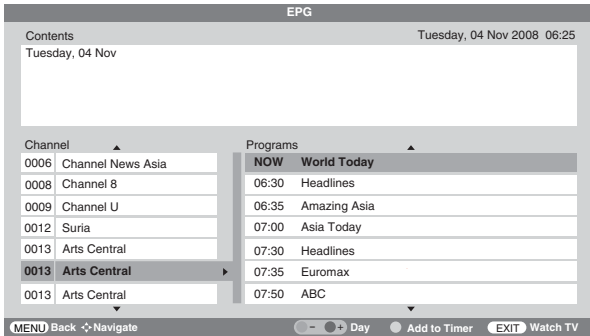 EPG
Contents Tuesday, 04 Nov 2008 06:25
Tuesday, 04 Nov
Channel
0006 Channel News Asia
0008 Channel 8
0009 Channel U
0012 Suria
0013 Arts Central
0013 Arts Central
0013 Arts Central
Programs
NOW World Today
06:30 Headlines
06:35 Amazing Asia
07:00 Asia Today
07:30 Headlines
07:35 Euromax
07:50 ABC
MENU Back Navigate - + Day Add to Timer EXIT Watch TV